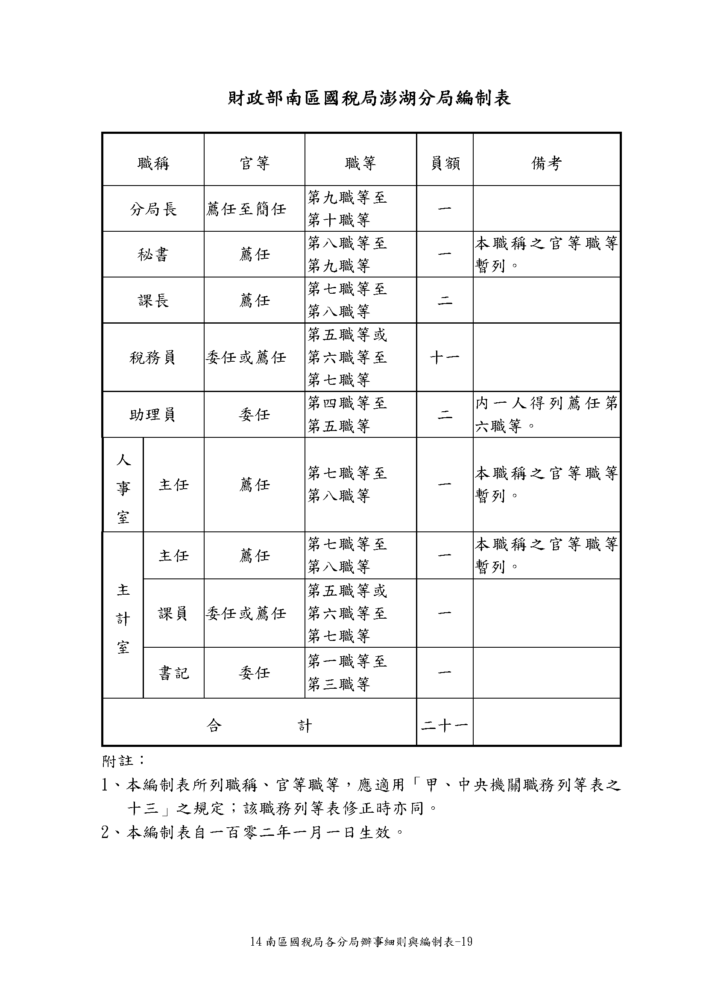 財政部南區國稅局澎湖分局編制表
職稱 官等 職等 員額 備考
分局長 薦任至簡任 第九職等至 一
第十職等
秘書 薦任 第八職等至 一 本職稱之官等職等
第九職等 暫列。
課長 薦任 第七職等至 二
第八職等
稅務員 委任或薦任 第五職等或 十一
第六職等至
第七職等
助理員 委任 第四職等至 二 內一人得列薦任第
第五職等 六職等。
人事室 主任 薦任 第七職等至 一 本職稱之官等職等
第八職等 暫列。
主計室 主任 薦任 第七職等至 一 本職稱之官等職等
第八職等 暫列。
課員 委任或薦任 第五職等或 一
第六職等至
第七職等
書記 委任 第一職等至 一
第三職等
合 計 二十一
附註：
1、本編制表所列職稱、官等職等，應適用「甲、中央機關職務列等表之
十三」之規定；該職務列等表修正時亦同。
2、本編制表自一百零二年一月一日生效。
14 南區國稅局各分局辦事細則與編制表-19